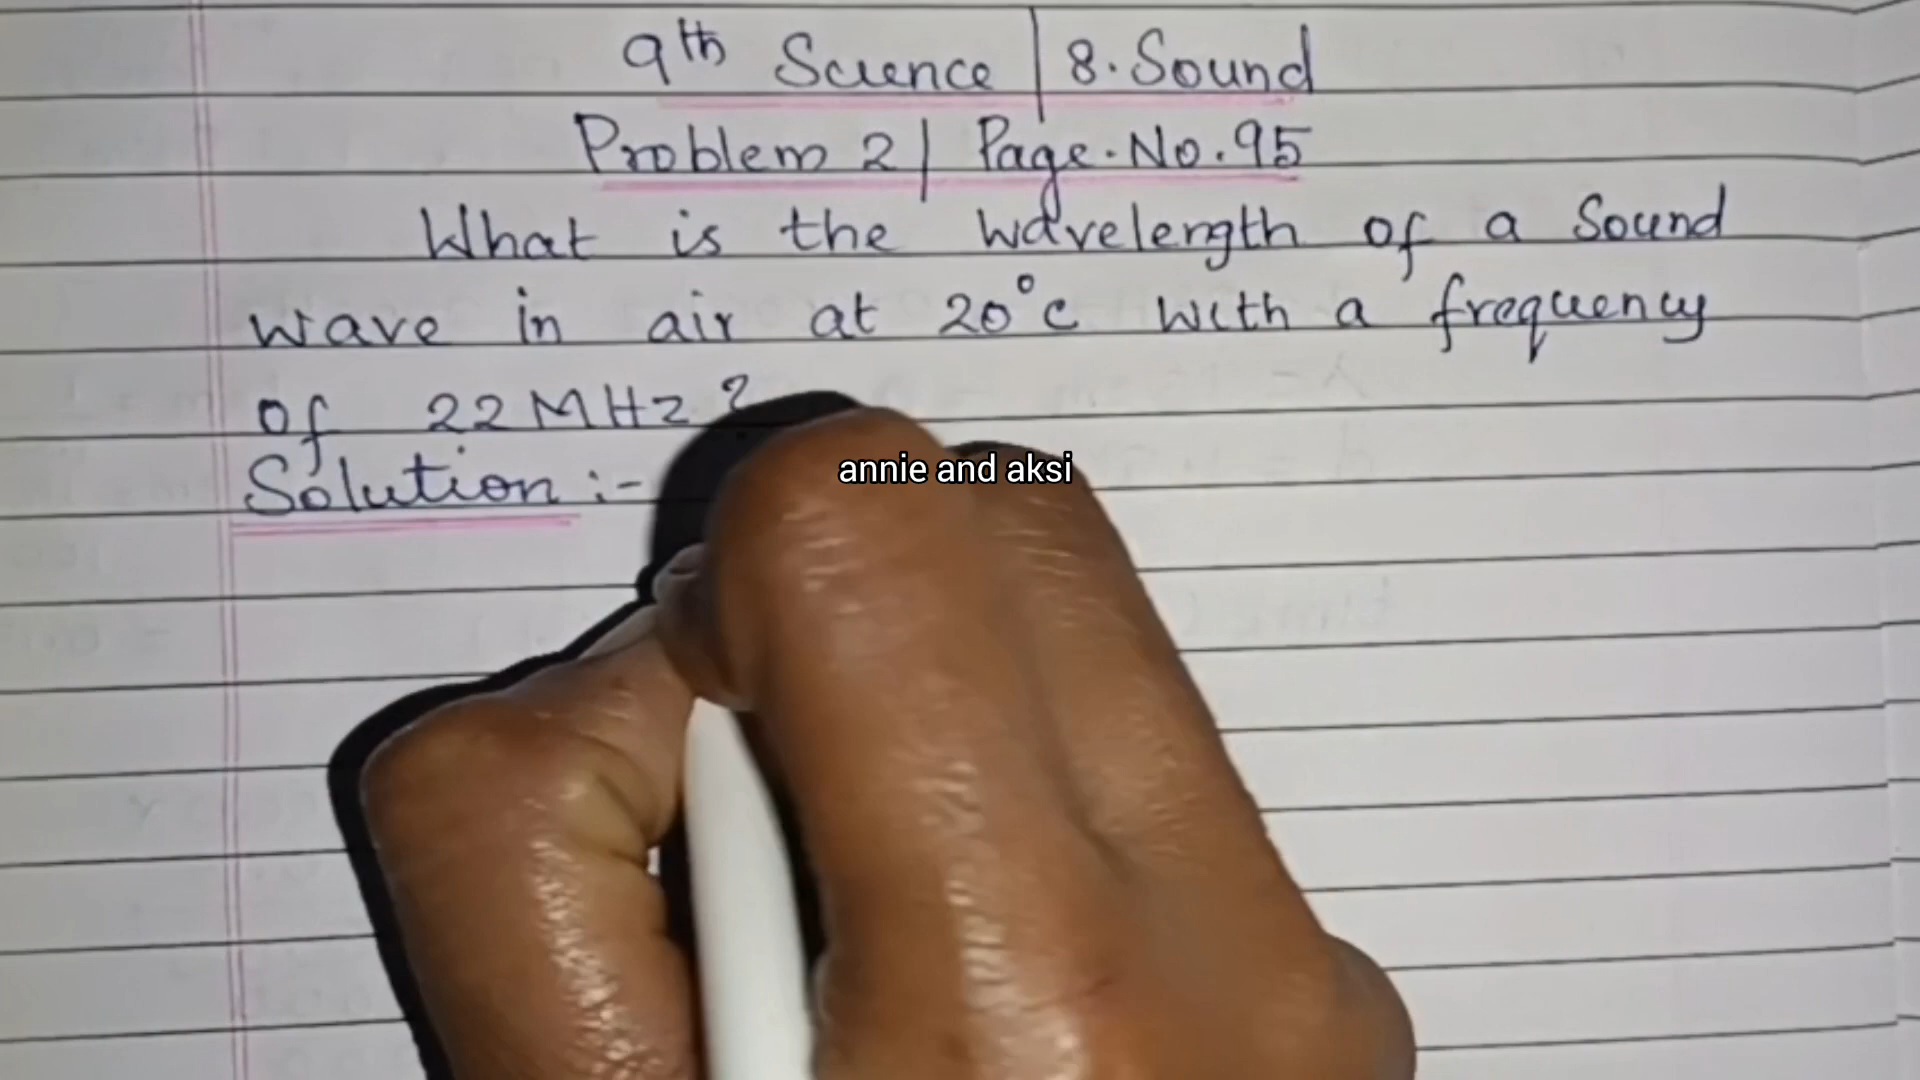 9th Science | 8. Sound
Problem 2 | Page. No. 95
What is the wavelength of a Sound
wave in air at 20°c with a frequency
of 22 MHz?
annie and aksi
Solution :-